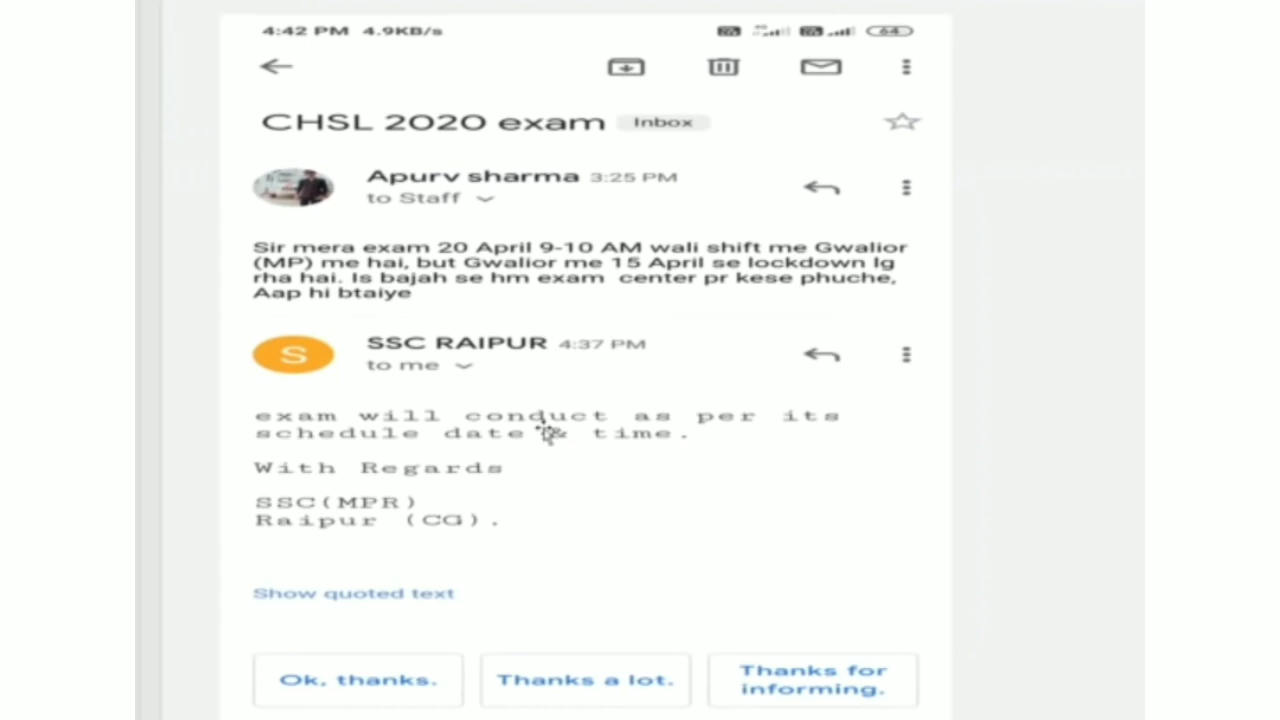 4:42 PM 4.9KB/s
64
CHSL 2020 exam Inbox
Apurv sharma 3:25 PM
to Staff
Sir mera exam 20 April 9-10 AM wali shift me Gwalior
(MP) me hai, but Gwalior me 15 April se lockdown lg
rha hai. Is bajah se hm exam center pr kese phuche,
Aap hi btaiye
S
SSC RAIPUR 4:37 PM
to me
exam will conduct as per its
schedule date & time.
With Regards
SSC(MPR)
Raipur (CG).
Show quoted text
Ok, thanks.
Thanks a lot.
Thanks for
informing.